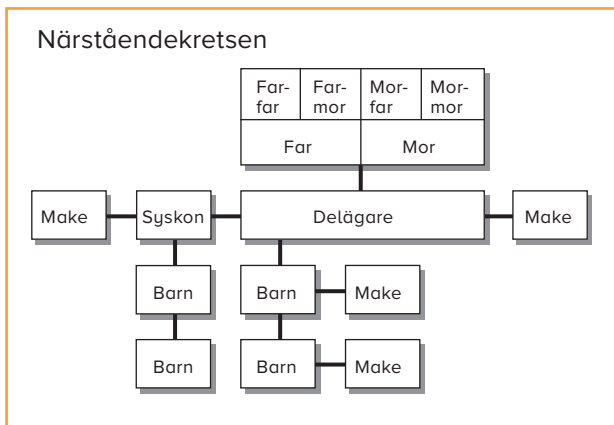 Närståendekretsen
Far- Far- Mor- Mor-
far mor far mor
Far Mor
Make Syskon Delägare Make
Barn Barn Make
Barn Barn Make